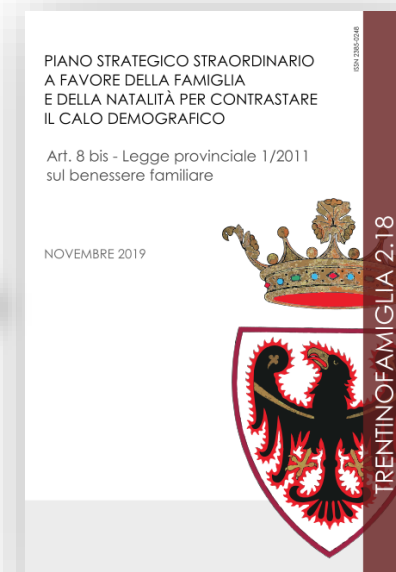 ISSN 2385-0248
PIANO STRATEGICO STRAORDINARIO
A FAVORE DELLA FAMIGLIA
E DELLA NATALITÀ PER CONTRASTARE
IL CALO DEMOGRAFICO
Art. 8 bis - Legge provinciale 1/2011
sul benessere familiare
NOVEMBRE 2019
TRENTINOFAMIGLIA 2.18